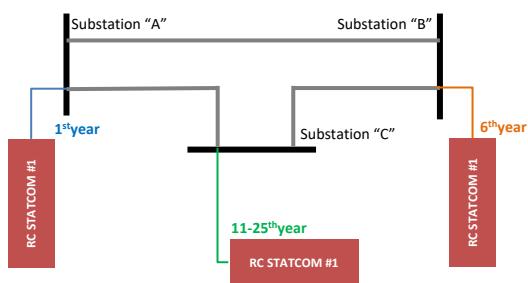 Substation “A”
Substation “B”
1st year
6th year
Substation “C”
RC STATCOM #1
RC STATCOM #1
11-25th year
RC STATCOM #1